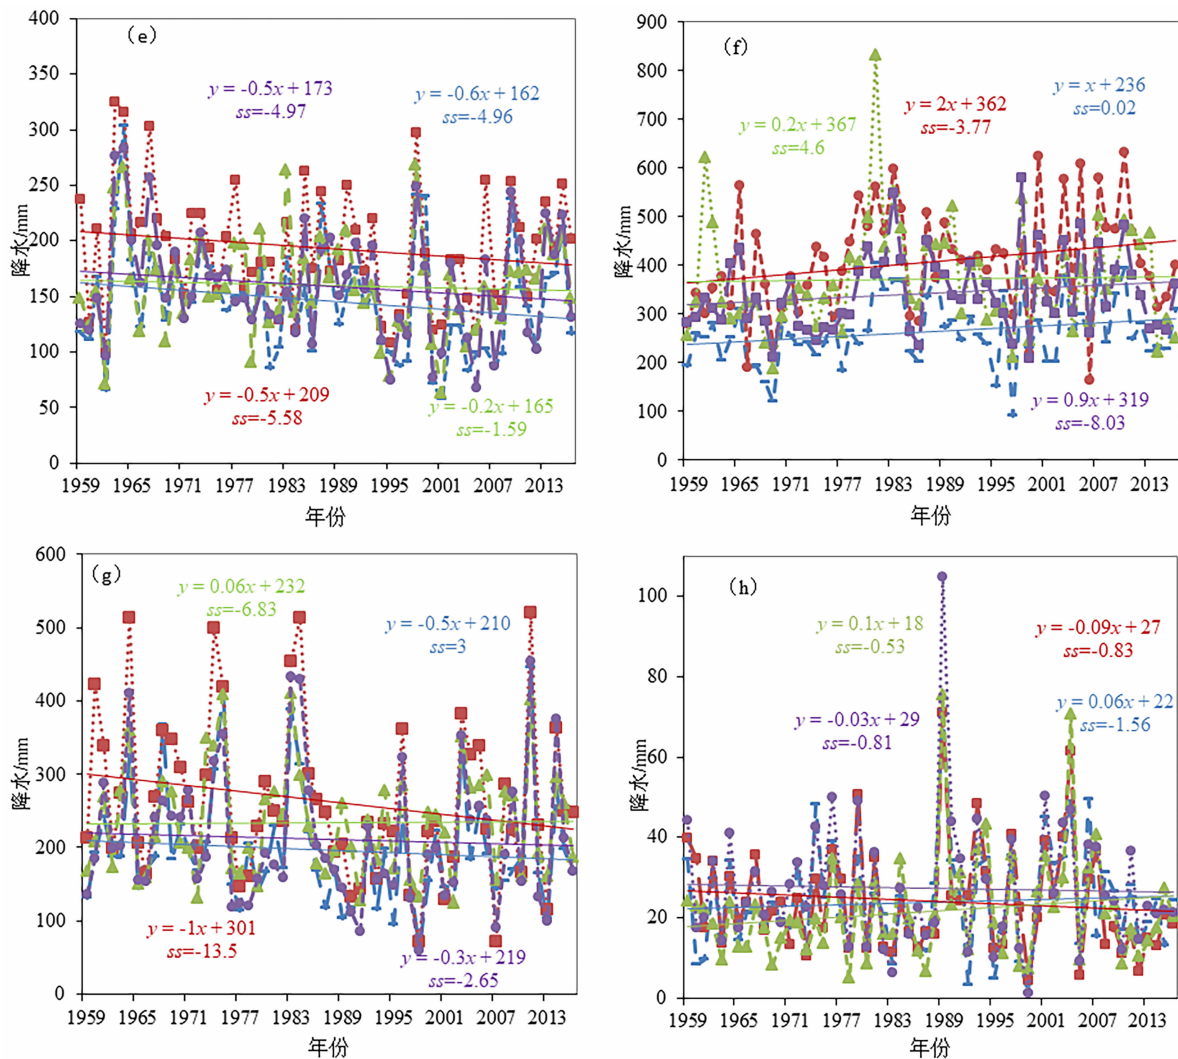 (e)
y = -0.5x + 173
ss=-4.97
y = -0.6x + 162
ss=-4.96
y = -0.5x + 209
ss=-5.58
y = -0.2x + 165
ss=-1.59
400
350
300
250
200
150
100
50
0
降水/mm
1959 1965 1971 1977 1983 1989 1995 2001 2007 2013
年份
(f)
y = 0.2x + 367
ss=4.6
y = 2x + 362
ss=-3.77
y = x + 236
ss=0.02
y = 0.9x + 319
ss=-8.03
900
800
700
600
500
400
300
200
100
0
降水/mm
1959 1965 1971 1977 1983 1989 1995 2001 2007 2013
年份
(g)
y = 0.06x + 232
ss=-6.83
y = -0.5x + 210
ss=3
y = -1x + 301
ss=-13.5
y = -0.3x + 219
ss=-2.65
600
500
400
300
200
100
0
降水/mm
1959 1965 1971 1977 1983 1989 1995 2001 2007 2013
年份
(h)
y = 0.1x + 18
ss=-0.53
y = -0.09x + 27
ss=-0.83
y = -0.03x + 29
ss=-0.81
y = 0.06x + 22
ss=-1.56
100
80
60
40
20
0
降水/mm
1959 1965 1971 1977 1983 1989 1995 2001 2007 2013
年份